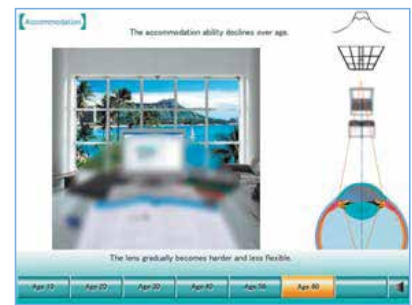 [Accommodation]
The accommodation ability declines over age.
The lens gradually becomes harder and less flexible.
Age 10 Age 20 Age 30 Age 40 Age 50 Age 60